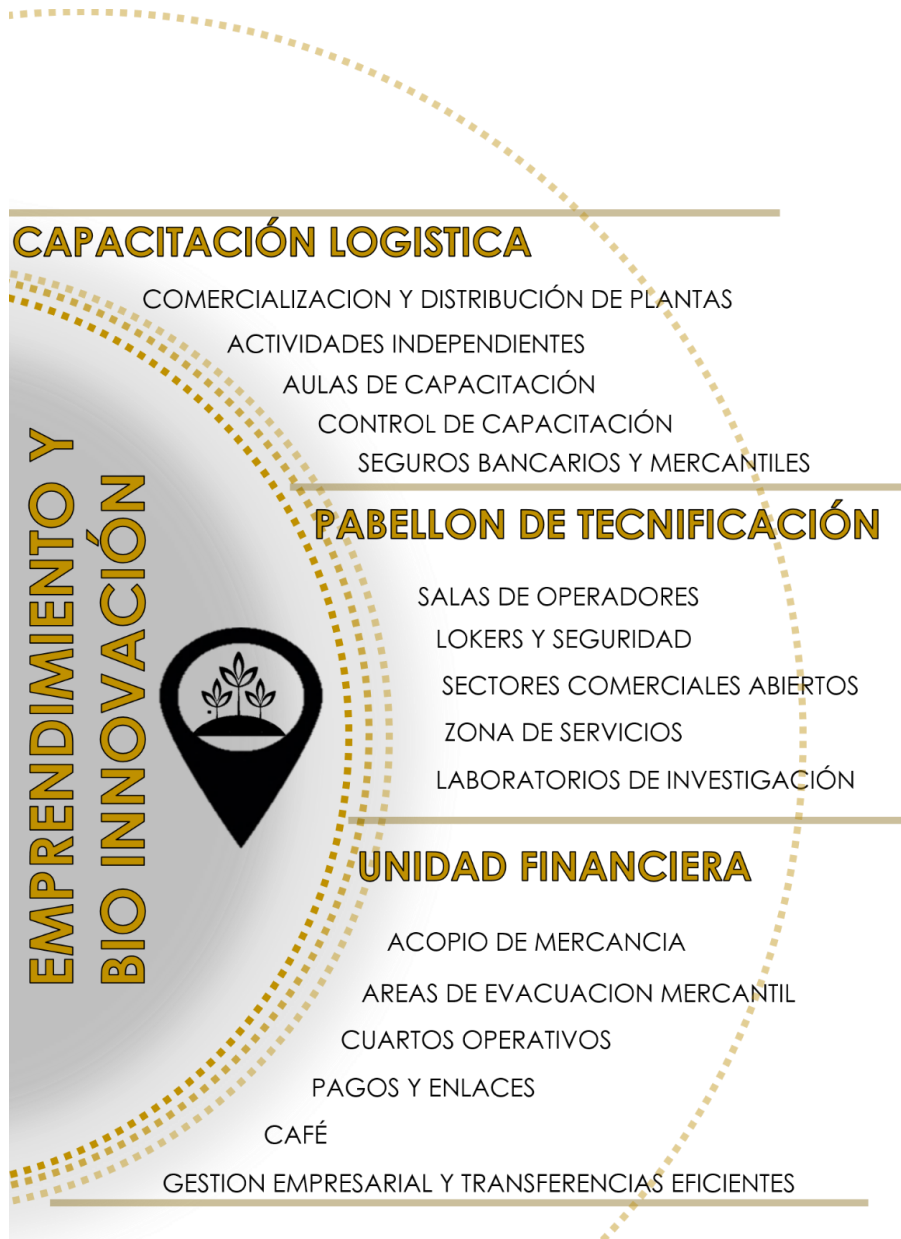 CAPACITACIÓN LOGISTICA
COMERCIALIZACION Y DISTRIBUCIÓN DE PLANTAS
ACTIVIDADES INDEPENDIENTES
AULAS DE CAPACITACIÓN
CONTROL DE CAPACITACIÓN
SEGUROS BANCARIOS Y MERCANTILES
EMPRENDIMIENTO Y
BIO INNOVACIÓN
PABELLON DE TECNIFICACIÓN
SALAS DE OPERADORES
LOKERS Y SEGURIDAD
SECTORES COMERCIALES ABIERTOS
ZONA DE SERVICIOS
LABORATORIOS DE INVESTIGACIÓN
UNIDAD FINANCIERA
ACOPIO DE MERCANCIA
AREAS DE EVACUACION MERCANTIL
CUARTOS OPERATIVOS
PAGOS Y ENLACES
CAFÉ
GESTION EMPRESARIAL Y TRANSFERENCIAS EFICIENTES